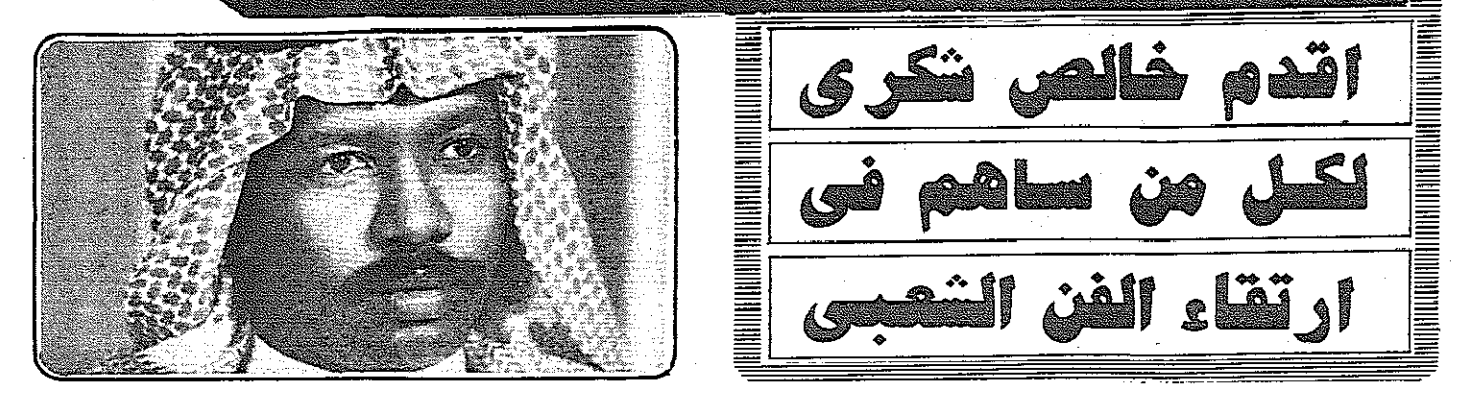 اقدم خالص شكرى
لكل من ساهم فى
ارتقاء الفن الشعبى